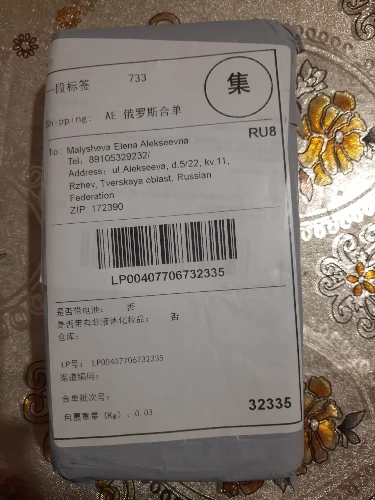 一段标签 733
集
Shipping: AE 俄罗斯合单
RU8
To: Malysheva Elena Alekseevna
Tel: 89105329232/
Address: ul.Alekseeva, d.5/22, kv.11,
Rzhev, Tverskaya oblast, Russian
Federation
ZIP: 172390
LP00407706732335
是否带电池: 否
是否带有非液体化妆品: 否
仓库:
LP号: LP00407706732335
渠道编码:
合单批次号:
32335
包裹重量 (Kg) : 0.03